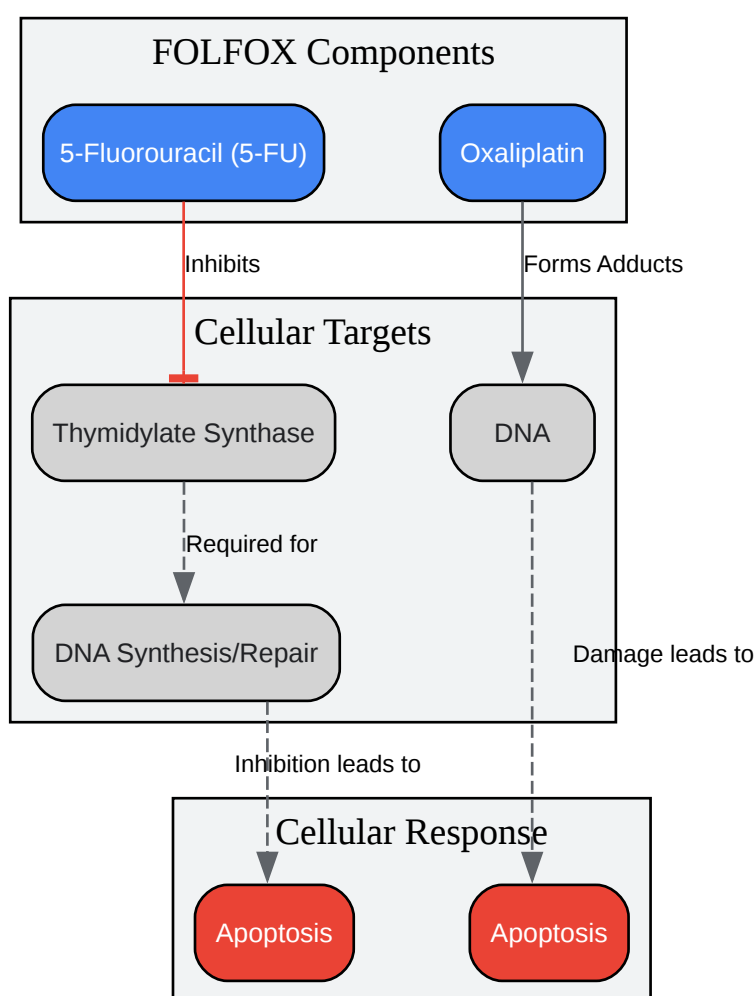 FOLFOX Components
5-Fluorouracil (5-FU)
Oxaliplatin
Inhibits
Forms Adducts
Cellular Targets
Thymidylate Synthase
DNA
Required for
DNA Synthesis/Repair
Damage leads to
Inhibition leads to
Cellular Response
Apoptosis
Apoptosis